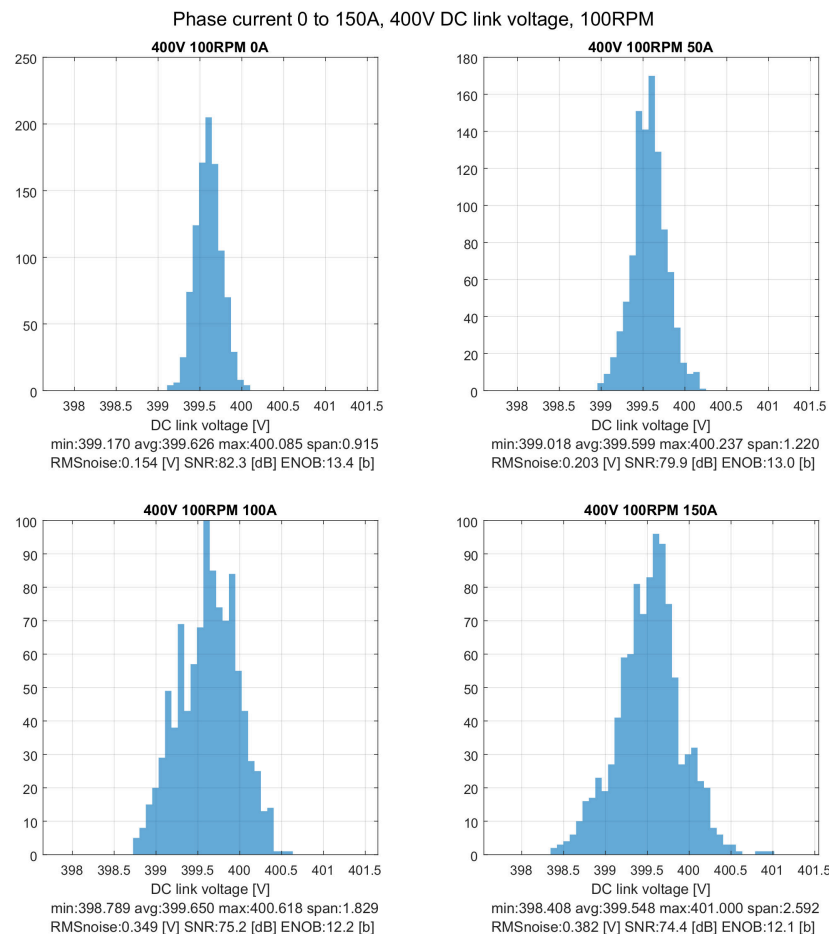 Phase current 0 to 150A, 400V DC link voltage, 100RPM
400V 100RPM 0A
250
200
150
100
50
0
398 398.5 399 399.5 400 400.5 401 401.5
DC link voltage [V]
min:399.170 avg:399.626 max:400.085 span:0.915
RMSnoise:0.154 [V] SNR:82.3 [dB] ENOB:13.4 [b]
400V 100RPM 50A
180
160
140
120
100
80
60
40
20
0
398 398.5 399 399.5 400 400.5 401 401.5
DC link voltage [V]
min:399.018 avg:399.599 max:400.237 span:1.220
RMSnoise:0.203 [V] SNR:79.9 [dB] ENOB:13.0 [b]
400V 100RPM 100A
100
90
80
70
60
50
40
30
20
10
0
398 398.5 399 399.5 400 400.5 401 401.5
DC link voltage [V]
min:398.789 avg:399.650 max:400.618 span:1.829
RMSnoise:0.349 [V] SNR:75.2 [dB] ENOB:12.2 [b]
400V 100RPM 150A
100
90
80
70
60
50
40
30
20
10
0
398 398.5 399 399.5 400 400.5 401 401.5
DC link voltage [V]
min:398.408 avg:399.548 max:401.000 span:2.592
RMSnoise:0.382 [V] SNR:74.4 [dB] ENOB:12.1 [b]